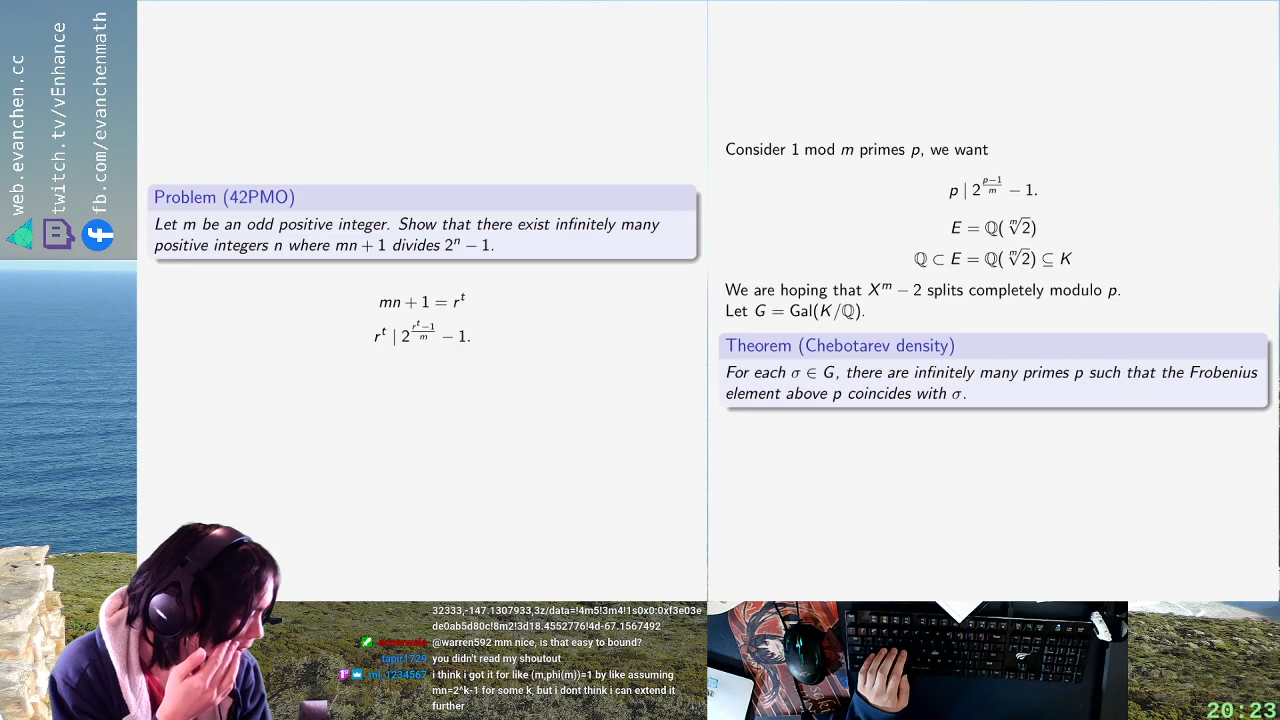 web.evanchen.cc
twitch.tv/vEnhance
fb.com/evanchenmath
Problem (42PMO)
Let m be an odd positive integer. Show that there exist infinitely many
positive integers n where mn + 1 divides 2^n − 1.
mn + 1 = r^t
r^t | 2^{\frac{r^t−1}{m}} − 1.
Consider 1 mod m primes p, we want
p | 2^{\frac{p−1}{m}} − 1.
E = ℚ(\sqrt[m]{2})
ℚ ⊂ E = ℚ(\sqrt[m]{2}) ⊆ K
We are hoping that X^m − 2 splits completely modulo p.
Let G = Gal(K/ℚ).
Theorem (Chebotarev density)
For each σ ∈ G, there are infinitely many primes p such that the Frobenius
element above p coincides with σ.
32333,-147.1307933,3z/data=!4m5!3m4!1s0x0:0xf3e03e
de0ab5d80c!8m2!3d18.4552776!4d-67.1567492
@warren592 mm nice, is that easy to bound?
tapir1729 you didn't read my shoutout
mi_1234567 i think i got it for like (m,phi(m))=1 by like assuming
mn=2^k-1 for some k, but i dont think i can extend it
further
20:23